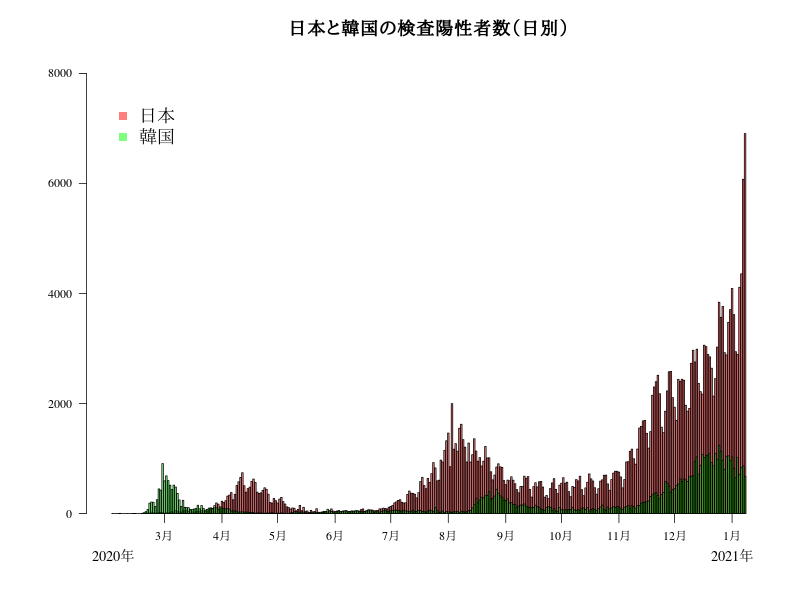 日本と韓国の検査陽性者数（日別）
8000
日本
韓国
6000
4000
2000
0
3月 4月 5月 6月 7月 8月 9月 10月 11月 12月 1月
2020年 2021年